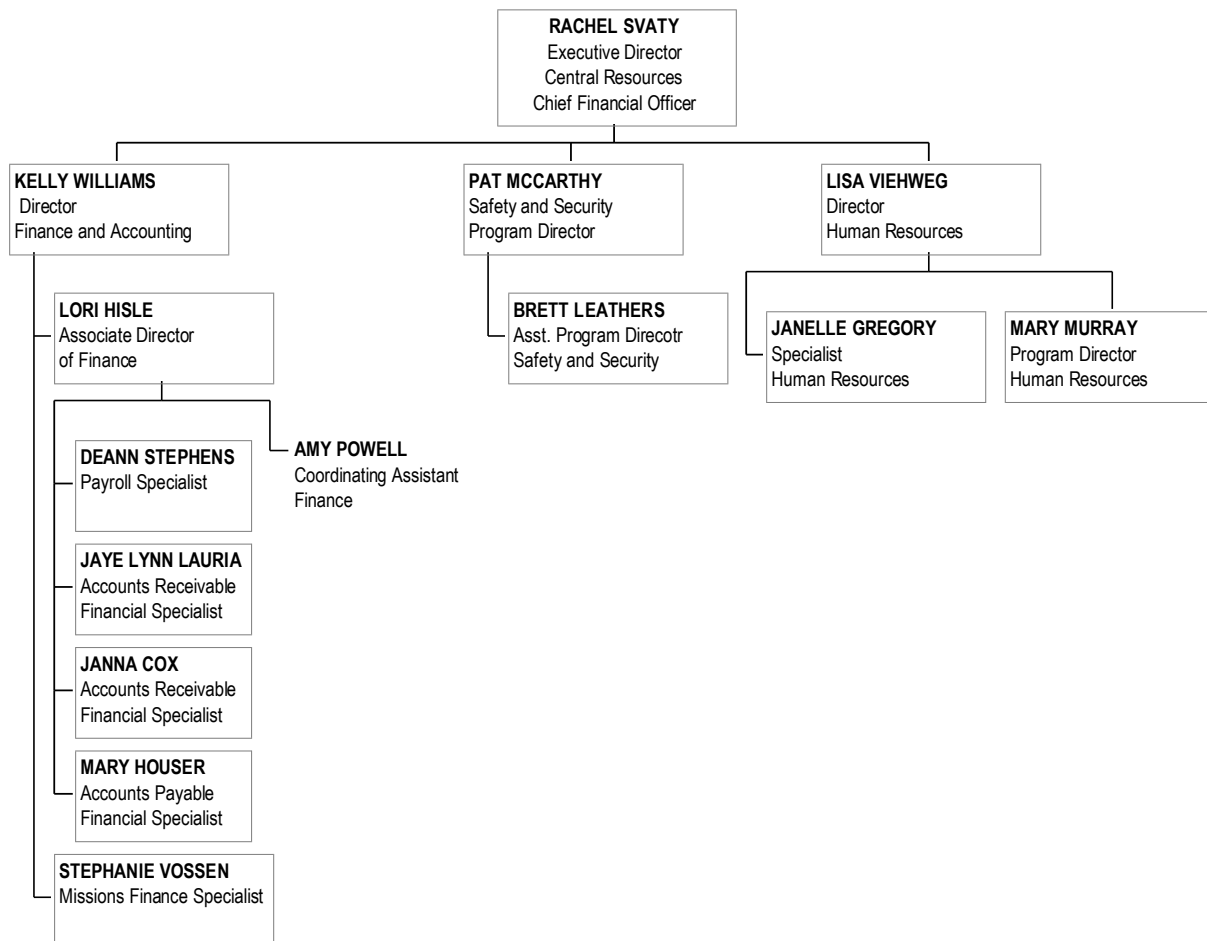 RACHEL SVATY
Executive Director
Central Resources
Chief Financial Officer
KELLY WILLIAMS
Director
Finance and Accounting
PAT MCCARTHY
Safety and Security
Program Director
LISA VIEHWEG
Director
Human Resources
LORI HISLE
Associate Director
of Finance
BRETT LEATHERS
Asst. Program Direcotr
Safety and Security
JANELLE GREGORY
Specialist
Human Resources
MARY MURRAY
Program Director
Human Resources
DEANN STEPHENS
Payroll Specialist
AMY POWELL
Coordinating Assistant
Finance
JAYE LYNN LAURIA
Accounts Receivable
Financial Specialist
JANNA COX
Accounts Receivable
Financial Specialist
MARY HOUSER
Accounts Payable
Financial Specialist
STEPHANIE VOSSEN
Missions Finance Specialist